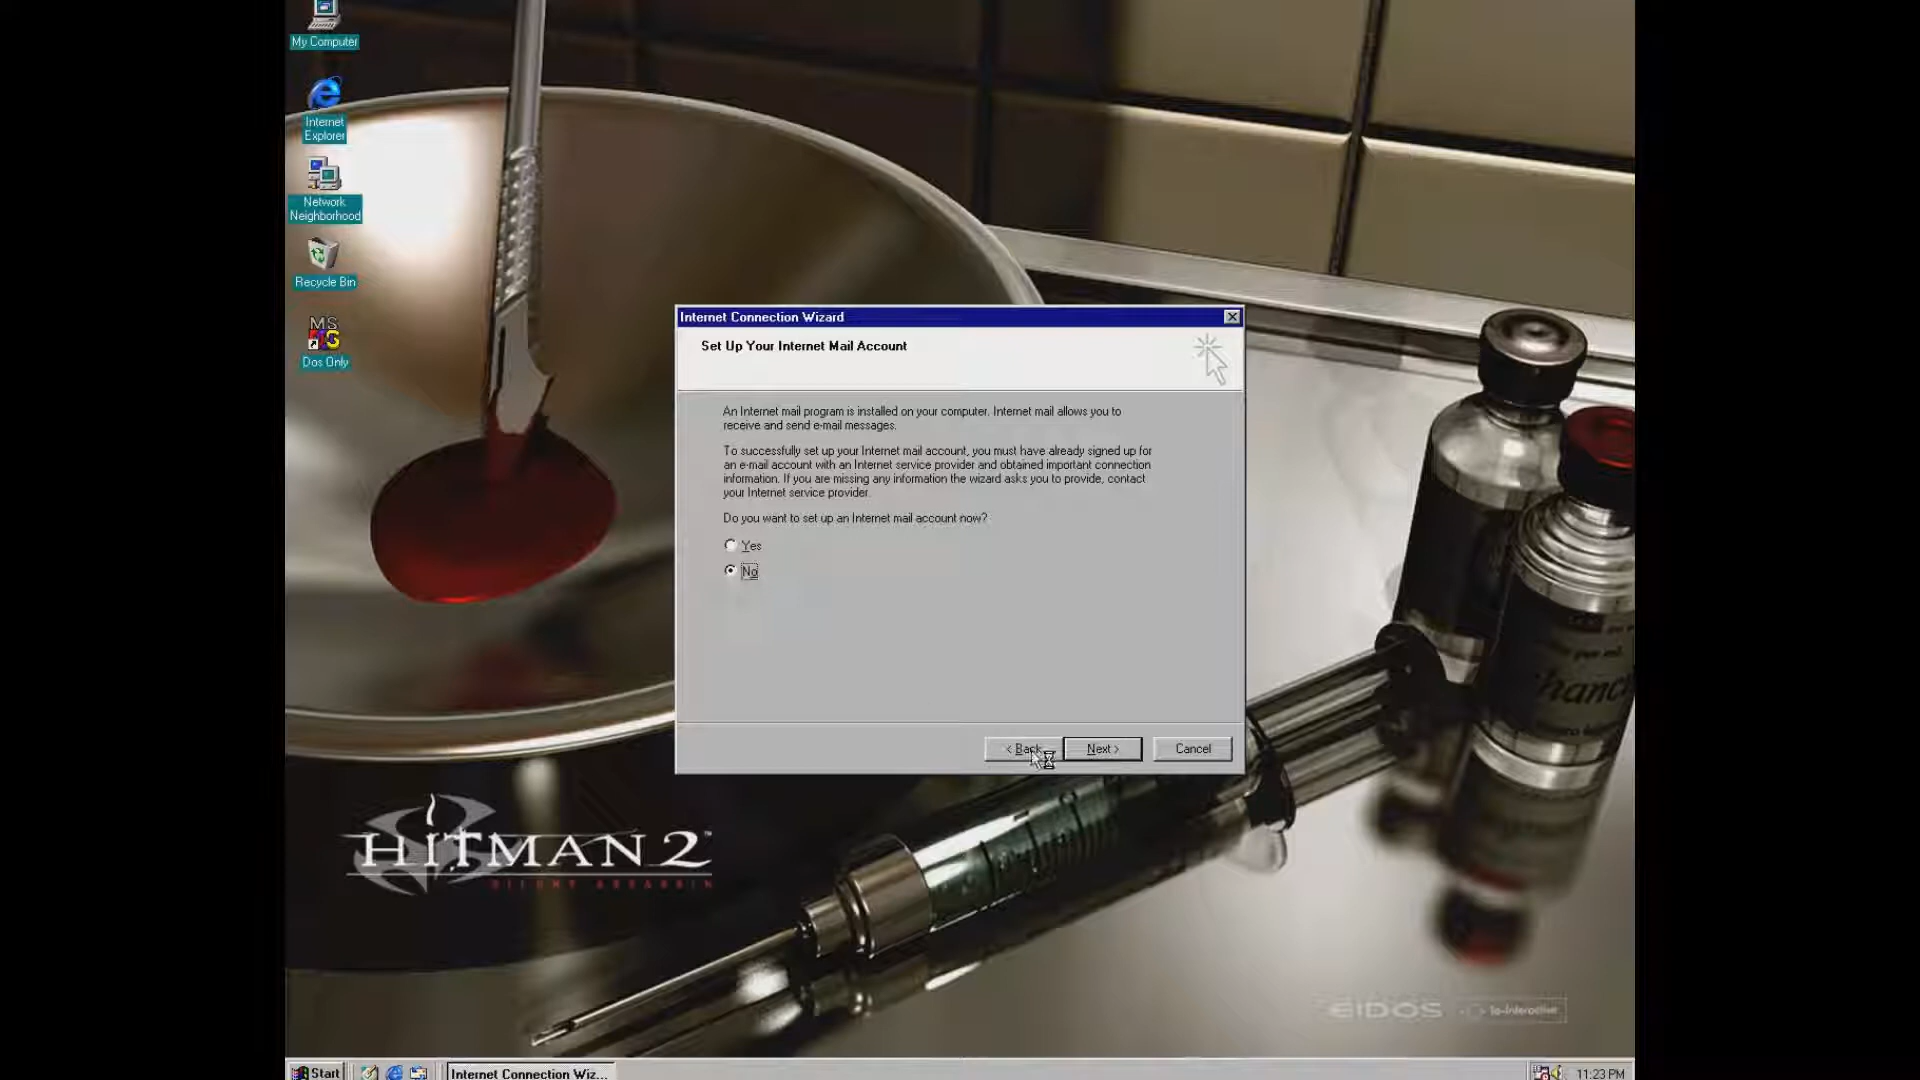 My Computer
Internet
Explorer
Network
Neighborhood
Recycle Bin
MS
Dos Only
Internet Connection Wizard
Set Up Your Internet Mail Account
An Internet mail program is installed on your computer. Internet mail allows you to
receive and send e-mail messages.
To successfully set up your Internet mail account, you must have already signed up for
an e-mail account with an Internet service provider and obtained important connection
information. If you are missing any information the wizard asks you to provide, contact
your Internet service provider.
Do you want to set up an Internet mail account now?
Yes
No
< Back
Next >
Cancel
HITMAN 2™
SILENT ASSASSIN
EIDOS
Io-Interactive
Start
Internet Connection Wiz...
11:23 PM